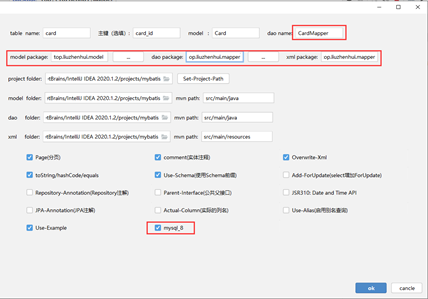 table name: card 主键（选填）: card_id model : Card dao name: CardMapper
model package: top.liuzhenhui.model ... dao package: op.liuzhenhui.mapper ... xml package: op.liuzhenhui.mapper
project folder: tBrains/IntelliJ IDEA 2020.1.2/projects/mybatis Set-Project-Path
model folder: tBrains/IntelliJ IDEA 2020.1.2/projects/mybatis mvn path: src/main/java
dao folder: tBrains/IntelliJ IDEA 2020.1.2/projects/mybatis mvn path: src/main/java
xml folder: tBrains/IntelliJ IDEA 2020.1.2/projects/mybatis mvn path: src/main/resources
Page(分页) comment(实体注释) Overwrite-Xml
toString/hashCode/equals Use-Schema(使用Schema前缀) Add-ForUpdate(select增加ForUpdate)
Repository-Annotation(Repository注解) Parent-Interface(公共父接口) JSR310: Date and Time API
JPA-Annotation(JPA注解) Actual-Column(实际的列名) Use-Alias(启用别名查询)
Use-Example mysql_8
ok cancle